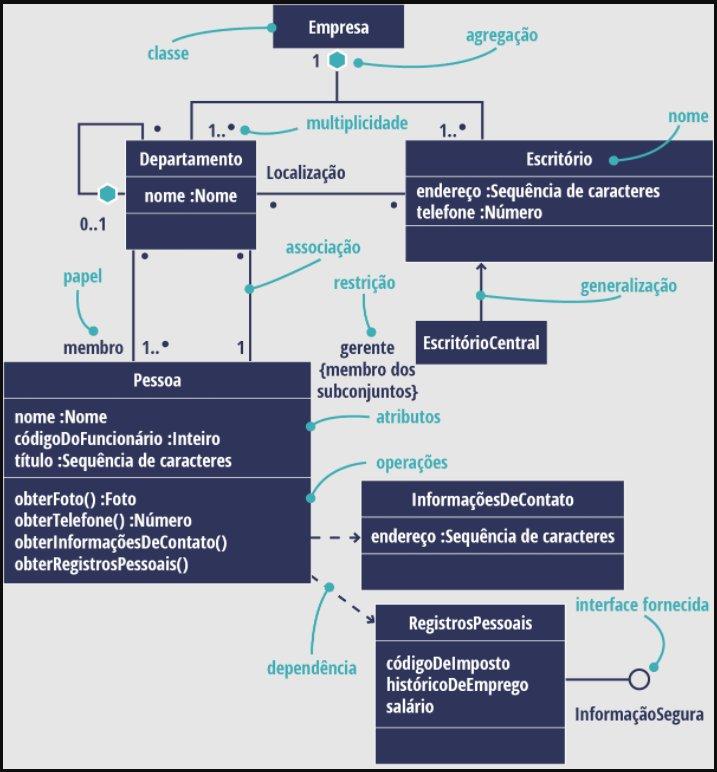 Empresa
classe
agregação
1
multiplicidade
1..•
1..•
•
nome
Departamento
nome :Nome
0..1
Localização
•
•
Escritório
endereço :Sequência de caracteres
telefone :Número
•
•
associação
papel
restrição
generalização
membro
1..•
1
gerente
{membro dos
subconjuntos}
EscritórioCentral
Pessoa
nome :Nome
códigoDoFuncionário :Inteiro
título :Sequência de caracteres
atributos
operações
obterFoto() :Foto
obterTelefone() :Número
obterInformaçõesDeContato()
obterRegistrosPessoais()
InformaçõesDeContato
endereço :Sequência de caracteres
dependência
RegistrosPessoais
códigoDeImposto
históricoDeEmprego
salário
interface fornecida
InformaçãoSegura